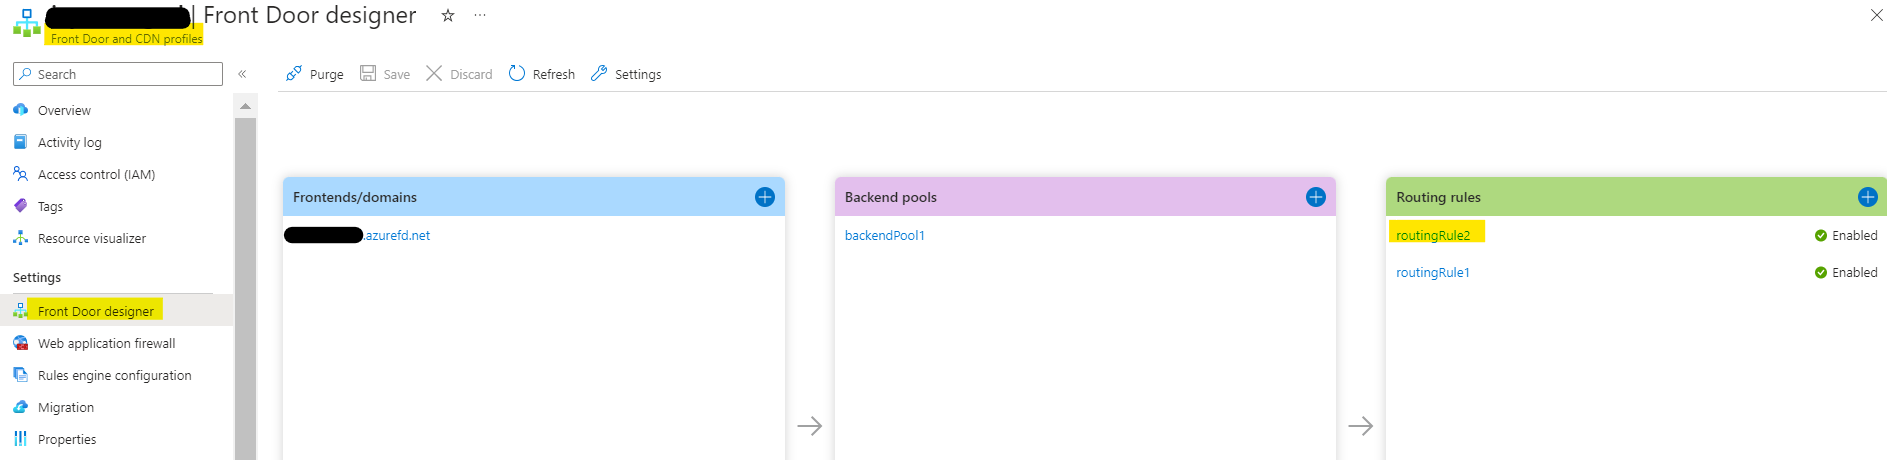 | Front Door designer
Front Door and CDN profiles
Search
Overview
Activity log
Access control (IAM)
Tags
Resource visualizer
Settings
Front Door designer
Web application firewall
Rules engine configuration
Migration
Properties
Purge Save Discard Refresh Settings
Frontends/domains
.azurefd.net
Backend pools
backendPool1
Routing rules
routingRule2 Enabled
routingRule1 Enabled